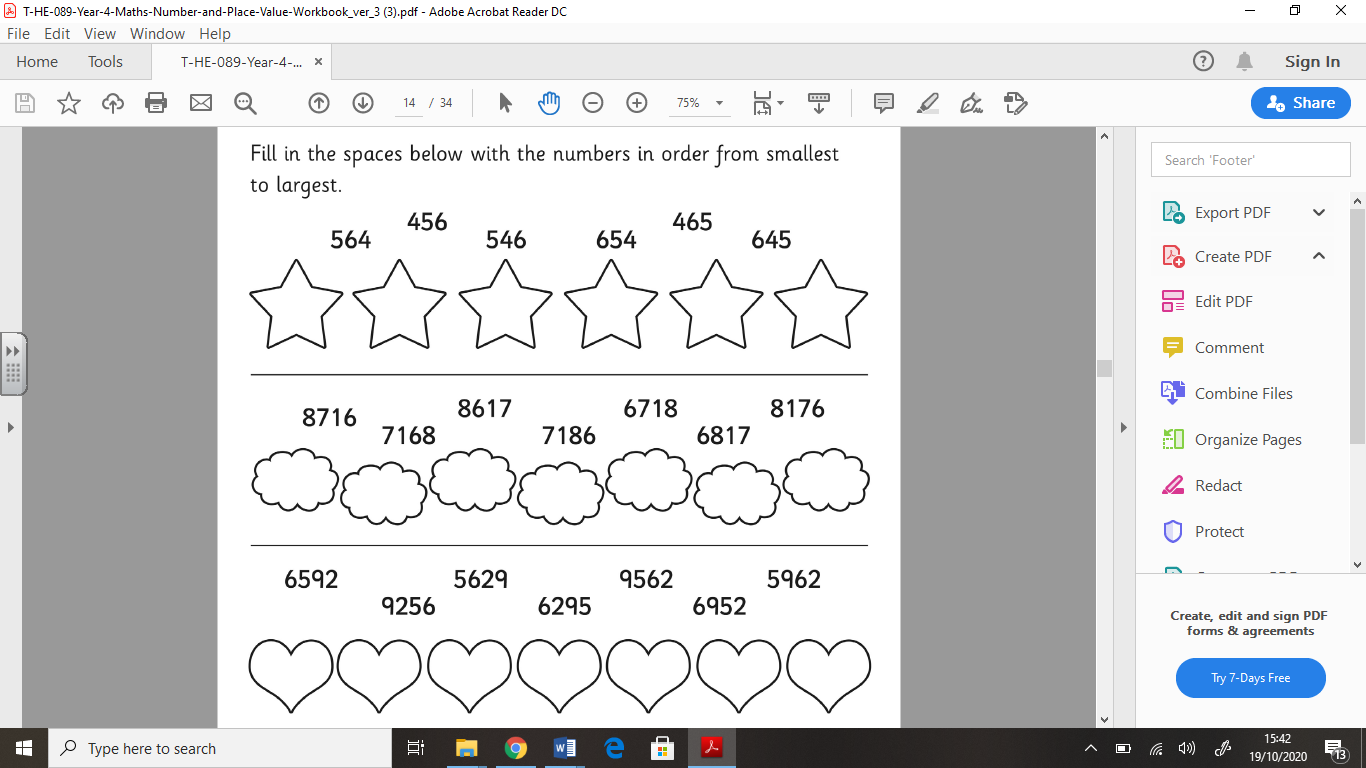 T-HE-089-Year-4-Maths-Number-and-Place-Value-Workbook_ver_3 (3).pdf - Adobe Acrobat Reader DC
File Edit View Window Help
Home Tools T-HE-089-Year-4-... × Sign In
14 / 34 75% Share
Fill in the spaces below with the numbers in order from smallest
to largest.
564 456 546 654 465 645
8716 7168 8617 7186 6718 6817 8176
6592 9256 5629 6295 9562 6952 5962
Search 'Footer'
Export PDF
Create PDF
Edit PDF
Comment
Combine Files
Organize Pages
Redact
Protect
Create, edit and sign PDF
forms & agreements
Try 7-Days Free
Type here to search
15:42
19/10/2020
13